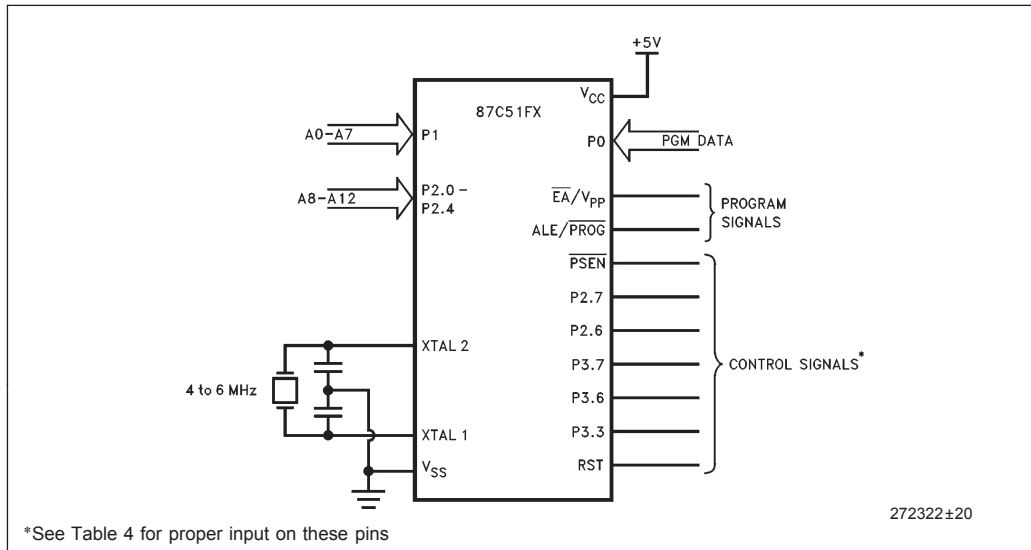 +5V
VCC
87C51FX
A0-A7
P1
P0
PGM DATA
A8-A12
P2.0-
P2.4
EA/VPP
ALE/PROG
PROGRAM
SIGNALS
PSEN
P2.7
P2.6
P3.7
P3.6
P3.3
RST
CONTROL SIGNALS*
XTAL 2
4 to 6 MHz
XTAL 1
VSS
272322±20
*See Table 4 for proper input on these pins